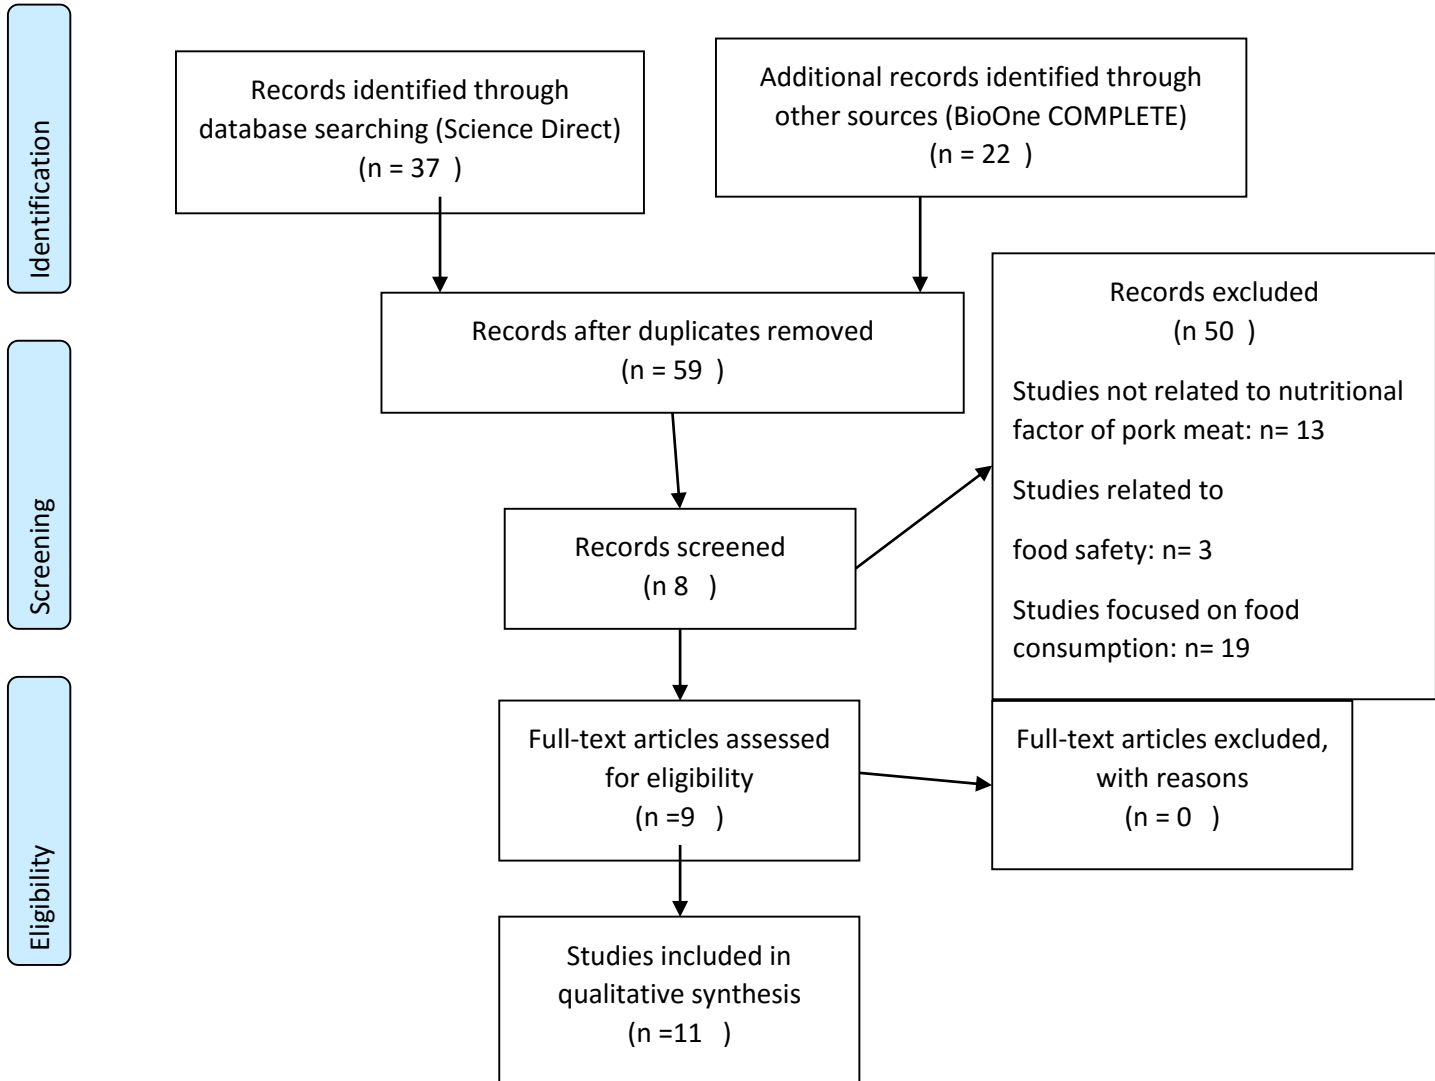 Identification
Records identified through
database searching (Science Direct)
(n = 37 )
Additional records identified through
other sources (BioOne COMPLETE)
(n = 22 )
Records after duplicates removed
(n = 59 )
Records excluded
(n 50 )
Studies not related to nutritional
factor of pork meat: n= 13
Studies related to
food safety: n= 3
Studies focused on food
consumption: n= 19
Screening
Records screened
(n 8 )
Full-text articles assessed
for eligibility
(n =9 )
Full-text articles excluded,
with reasons
(n = 0 )
Eligibility
Studies included in
qualitative synthesis
(n =11 )